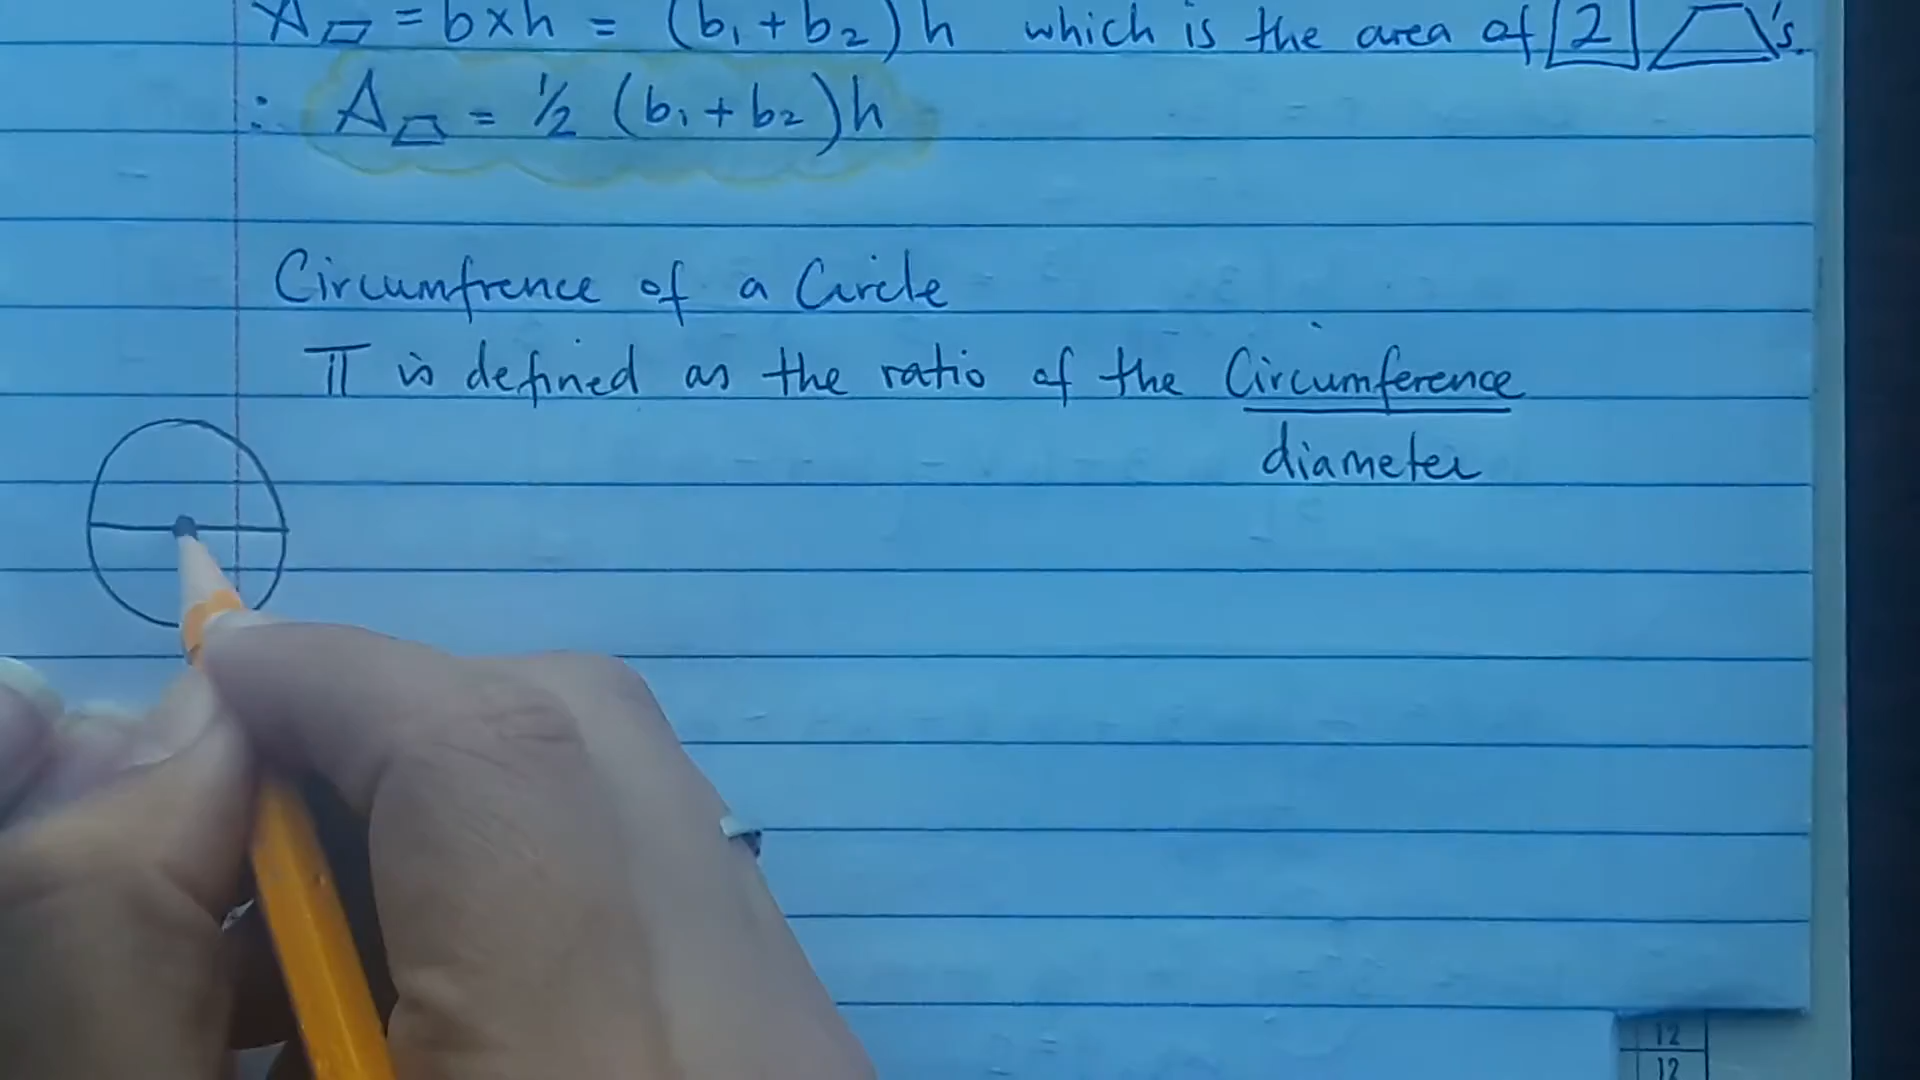 A▱ = b x h = (b₁ + b₂) h which is the area of 2 ⏢'s.
∴ A⏢ = ½ (b₁ + b₂) h
Circumfrence of a Circle
π is defined as the ratio of the Circumference
diameter
12
12